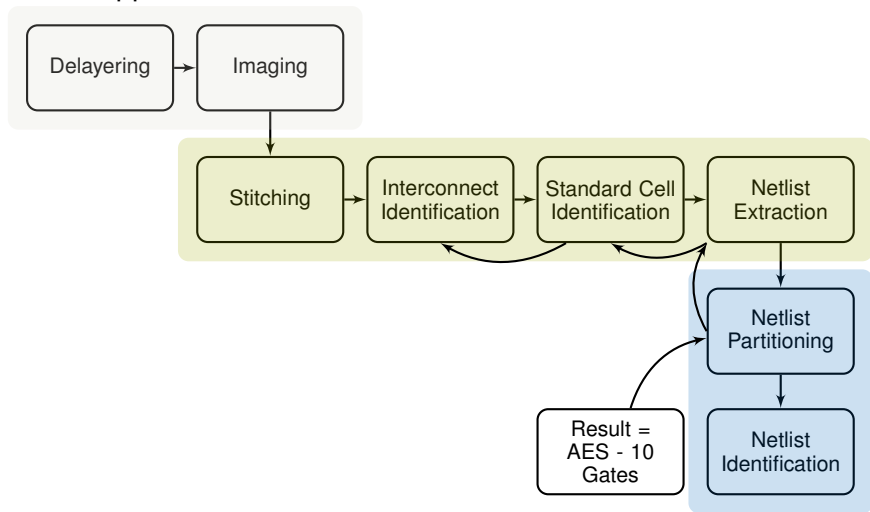 Delayering
Imaging
Stitching
Interconnect
Identification
Standard Cell
Identification
Netlist
Extraction
Netlist
Partitioning
Result =
AES - 10
Gates
Netlist
Identification